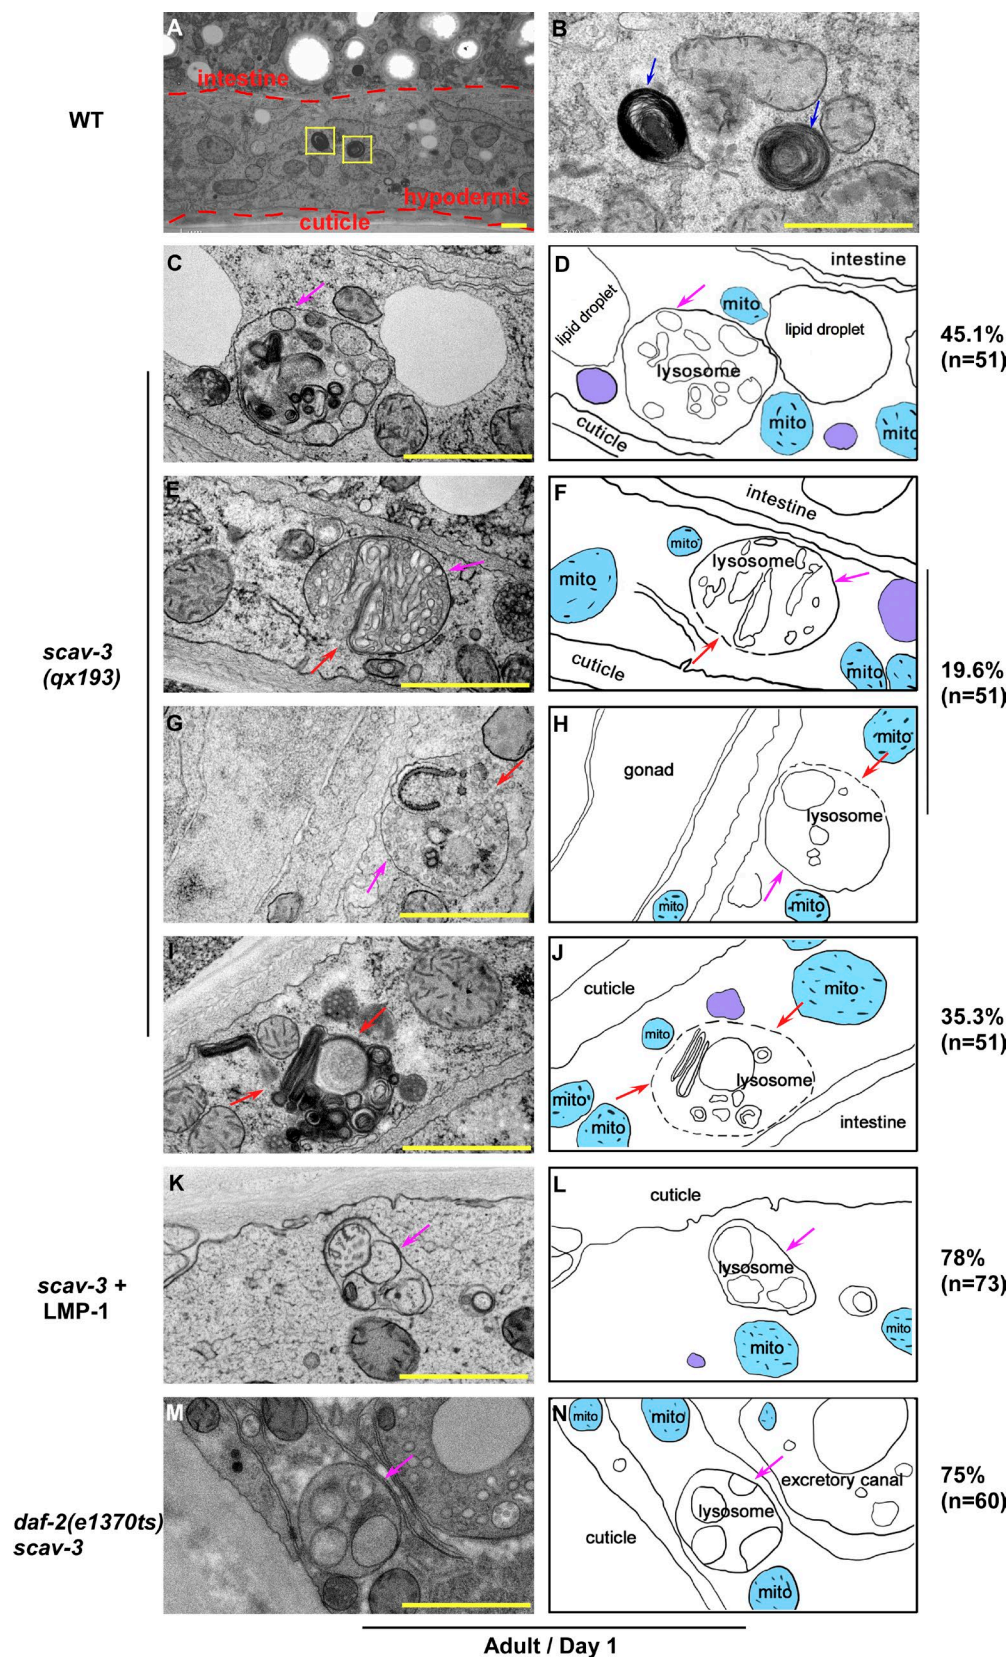 A
B
WT
intestine
hypodermis
cuticle
C
D
intestine
mito
lipid droplet
lipid droplet
lysosome
mito
mito
cuticle
45.1%
(n=51)
E
F
intestine
mito
lysosome
mito
cuticle
mito
mito
scav-3
(qx193)
19.6%
(n=51)
G
H
mito
gonad
lysosome
mito
mito
I
J
cuticle
mito
mito
lysosome
mito
mito
intestine
35.3%
(n=51)
K
L
cuticle
lysosome
mito
mito
scav-3 +
LMP-1
78%
(n=73)
M
N
mito
mito
excretory canal
lysosome
cuticle
mito
daf-2(e1370ts)
scav-3
75%
(n=60)
Adult / Day 1